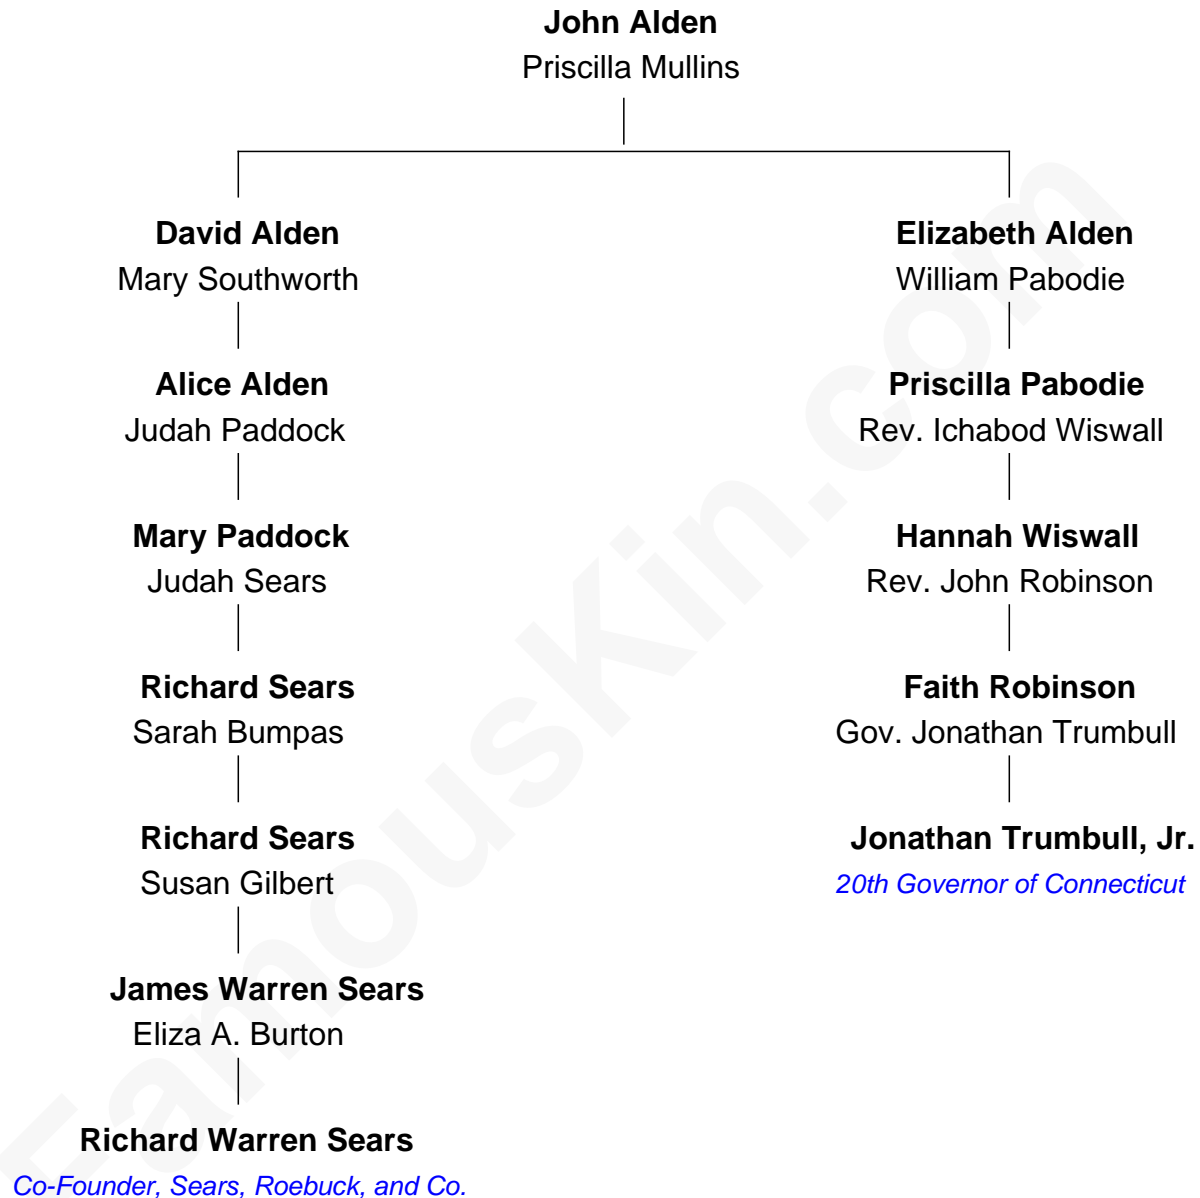 John Alden
Priscilla Mullins
David Alden
Mary Southworth
Elizabeth Alden
William Pabodie
Alice Alden
Judah Paddock
Priscilla Pabodie
Rev. Ichabod Wiswall
Mary Paddock
Judah Sears
Hannah Wiswall
Rev. John Robinson
Richard Sears
Sarah Bumpas
Faith Robinson
Gov. Jonathan Trumbull
Richard Sears
Susan Gilbert
Jonathan Trumbull, Jr.
20th Governor of Connecticut
James Warren Sears
Eliza A. Burton
Richard Warren Sears
Co-Founder, Sears, Roebuck, and Co.
FamousKin.com